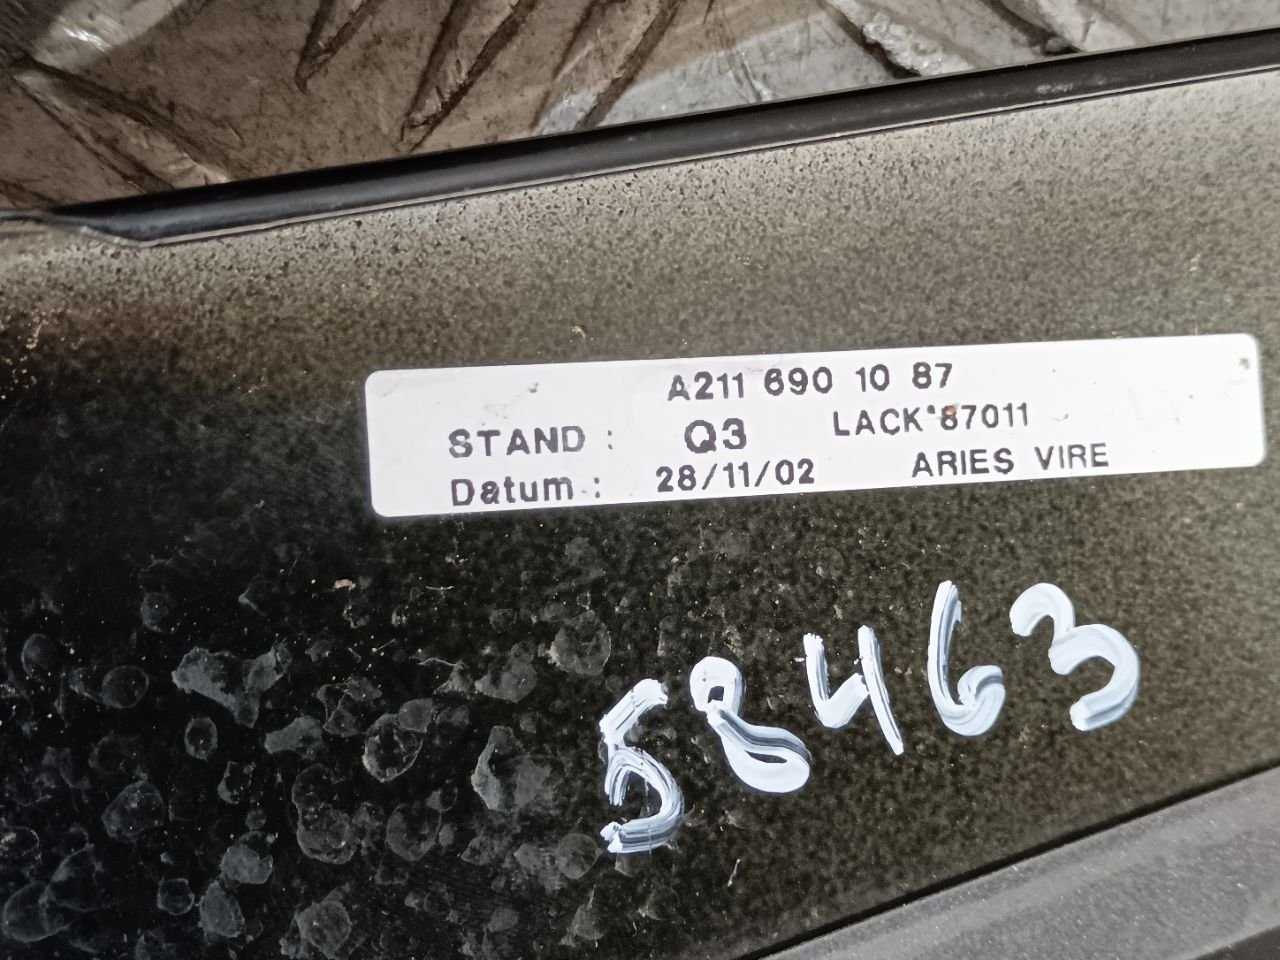 A211 690 10 87
STAND : Q3 LACK 87011
Datum : 28/11/02 ARIES VIRE
58463